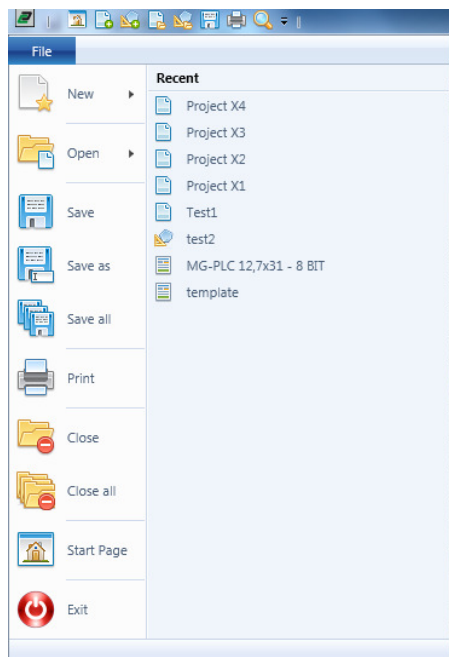 File
New
Open
Save
Save as
Save all
Print
Close
Close all
Start Page
Exit
Recent
Project X4
Project X3
Project X2
Project X1
Test1
test2
MG-PLC 12,7x31 - 8 BIT
template